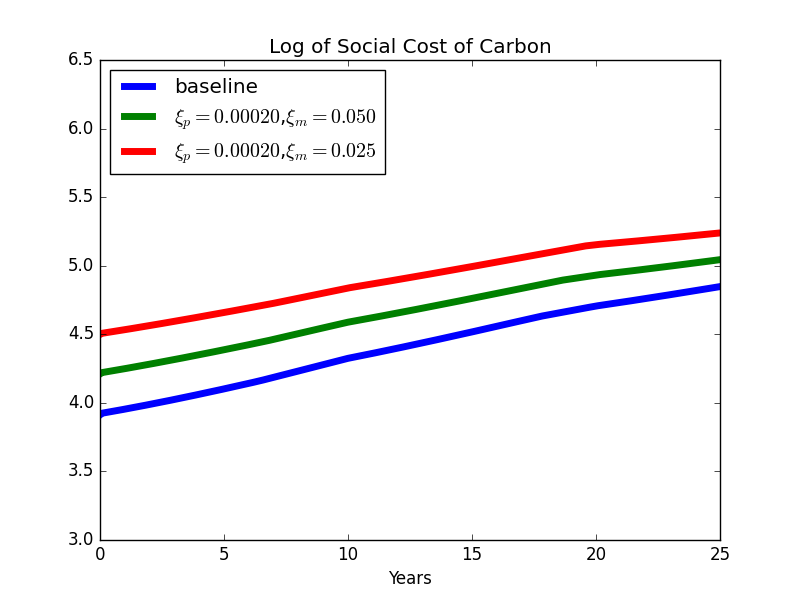 Log of Social Cost of Carbon
6.5
6.0
5.5
5.0
4.5
4.0
3.5
3.0
baseline
ξp = 0.00020,ξm = 0.050
ξp = 0.00020,ξm = 0.025
0 5 10 15 20 25
Years